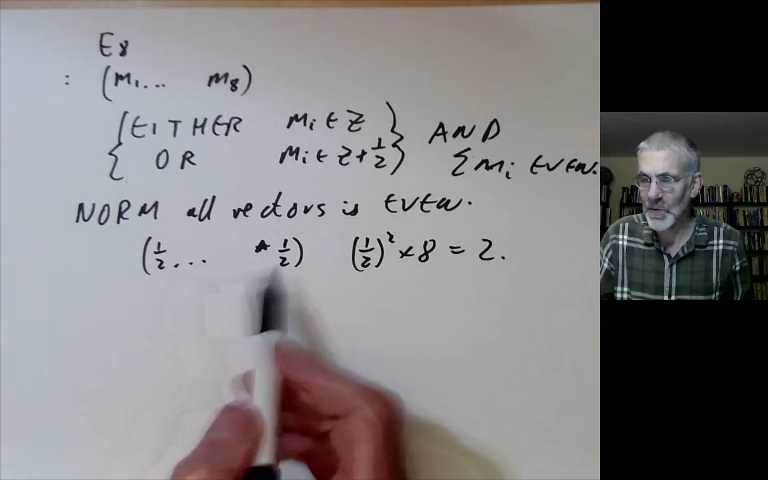 E8
: (m₁... m₈)
{EITHER mᵢ ∈ Z
OR mᵢ ∈ Z+½} AND Σmᵢ EVEN.
NORM all vectors is EVEN.
(½... ½) (½)² × 8 = 2.